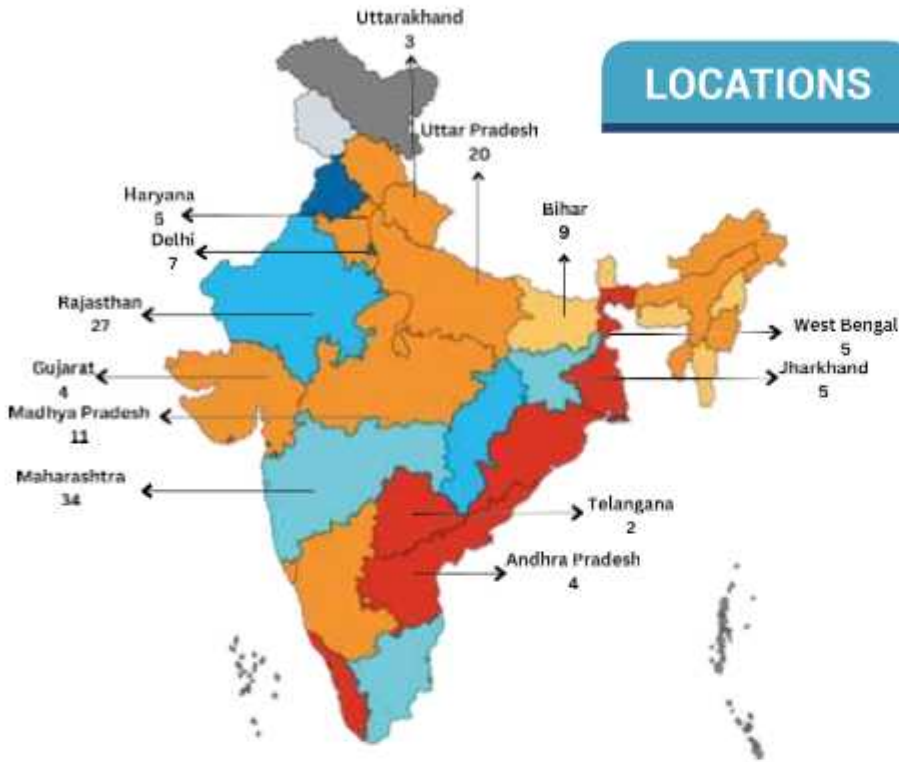 Uttarakhand
3
LOCATIONS
Uttar Pradesh
20
Haryana
5
Bihar
9
Delhi
7
Rajasthan
27
West Bengal
5
Gujarat
4
Jharkhand
5
Madhya Pradesh
11
Maharashtra
34
Telangana
2
Andhra Pradesh
4